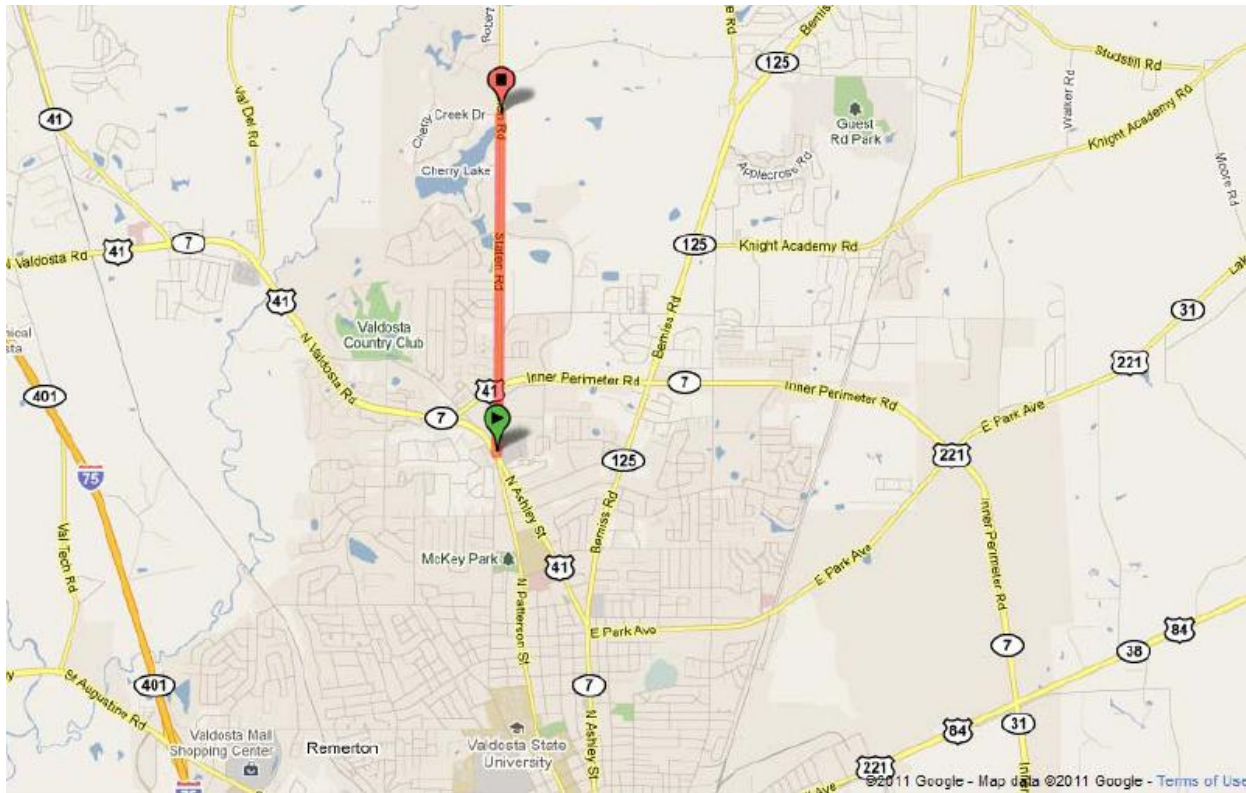 Robert
Val Del Rd
41
125
Bemiss
Studstill Rd
Walker Rd
Knight Academy Rd
Guest
Rd Park
Cherry
Creek Dr
Cherry Lake
Applecross Rd
Moore Rd
N Valdosta Rd
41
7
125
Knight Academy Rd
Staten Rd
Bemiss Rd
41
31
221
Valdosta
Country Club
401
N Valdosta Rd
41
Inner Perimeter Rd
7
Inner Perimeter Rd
E Park Ave
7
125
221
75
N Ashley St
Bemiss Rd
Inner Perimeter Rd
Val Tech Rd
McKey Park
41
E Park Ave
N Patterson St
E Park Ave
84
38
7
401
7
St Augustine Rd
31
84
Valdosta Mall
Shopping Center
Remerton
Valdosta State
University
N Ashley St
221
©2011 Google - Map data ©2011 Google - Terms of Use